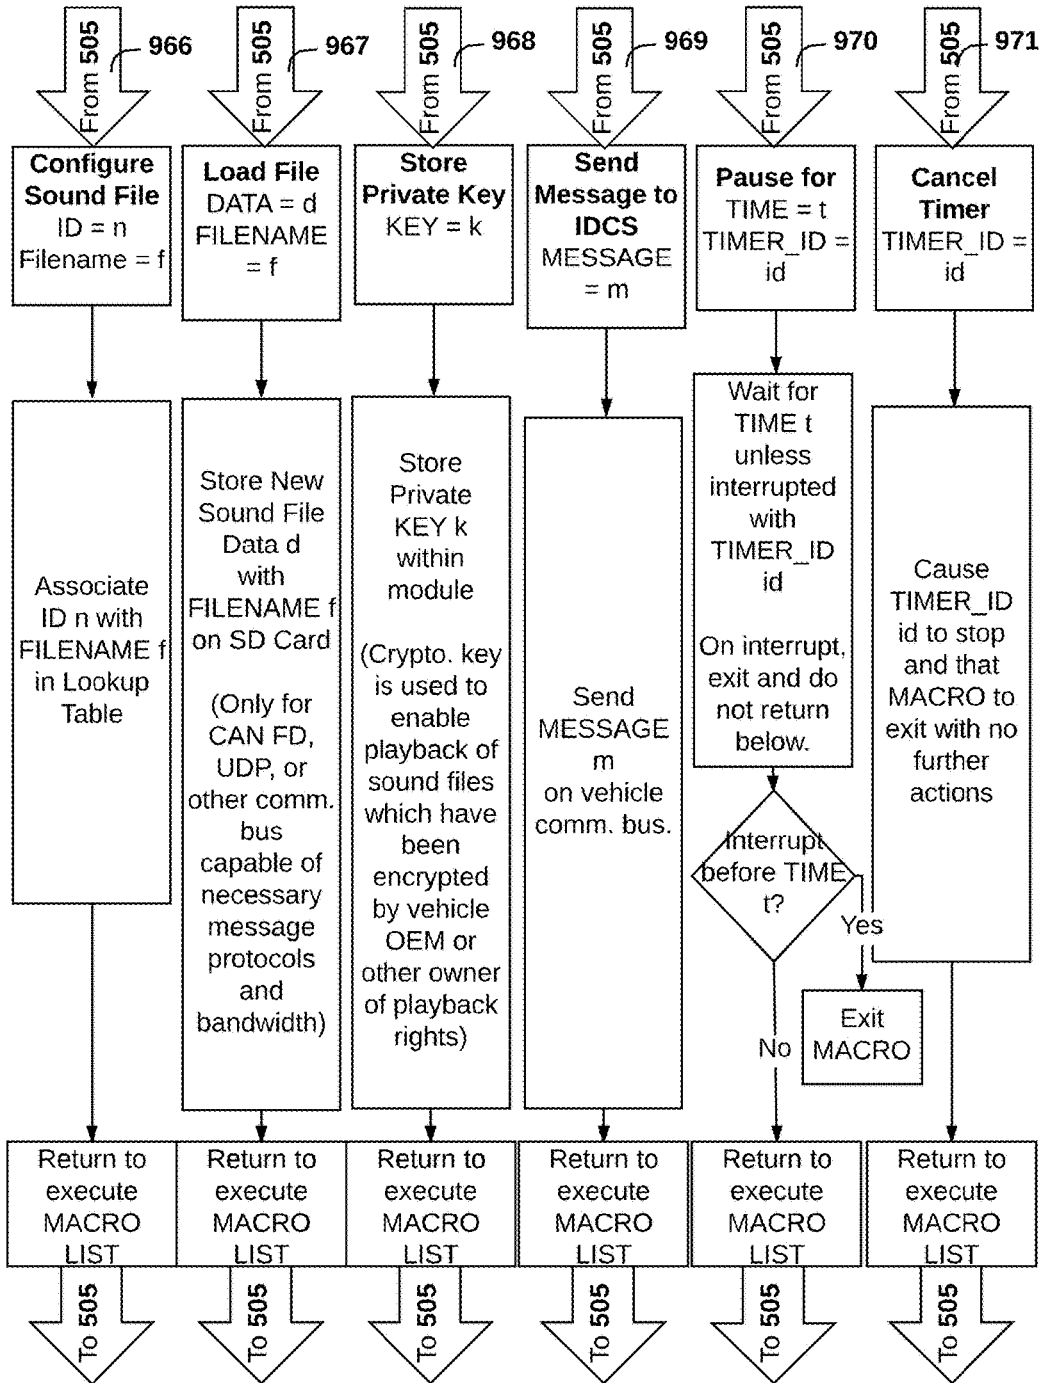 From 505
966
Configure
Sound File
ID = n
Filename = f
Associate
ID n with
FILENAME f
in Lookup
Table
Return to
execute
MACRO
LIST
To 505
From 505
967
Load File
DATA = d
FILENAME
= f
Store New
Sound File
Data d
with
FILENAME f
on SD Card
(Only for
CAN FD,
UDP, or
other comm.
bus
capable of
necessary
message
protocols
and
bandwidth)
Return to
execute
MACRO
LIST
To 505
From 505
968
Store
Private Key
KEY = k
Store
Private
KEY k
within
module
(Crypto. key
is used to
enable
playback of
sound files
which have
been
encrypted
by vehicle
OEM or
other owner
of playback
rights)
Return to
execute
MACRO
LIST
To 505
From 505
969
Send
Message to
IDCS
MESSAGE
= m
Send
MESSAGE
m
on vehicle
comm. bus.
Return to
execute
MACRO
LIST
To 505
From 505
970
Pause for
TIME = t
TIMER_ID =
id
Wait for
TIME t
unless
interrupted
with
TIMER_ID
id
On interrupt,
exit and do
not return
below.
Interrupt
before TIME
t?
Yes
Exit
MACRO
No
Return to
execute
MACRO
LIST
To 505
From 505
971
Cancel
Timer
TIMER_ID =
id
Cause
TIMER_ID
id to stop
and that
MACRO to
exit with no
further
actions
Return to
execute
MACRO
LIST
To 505